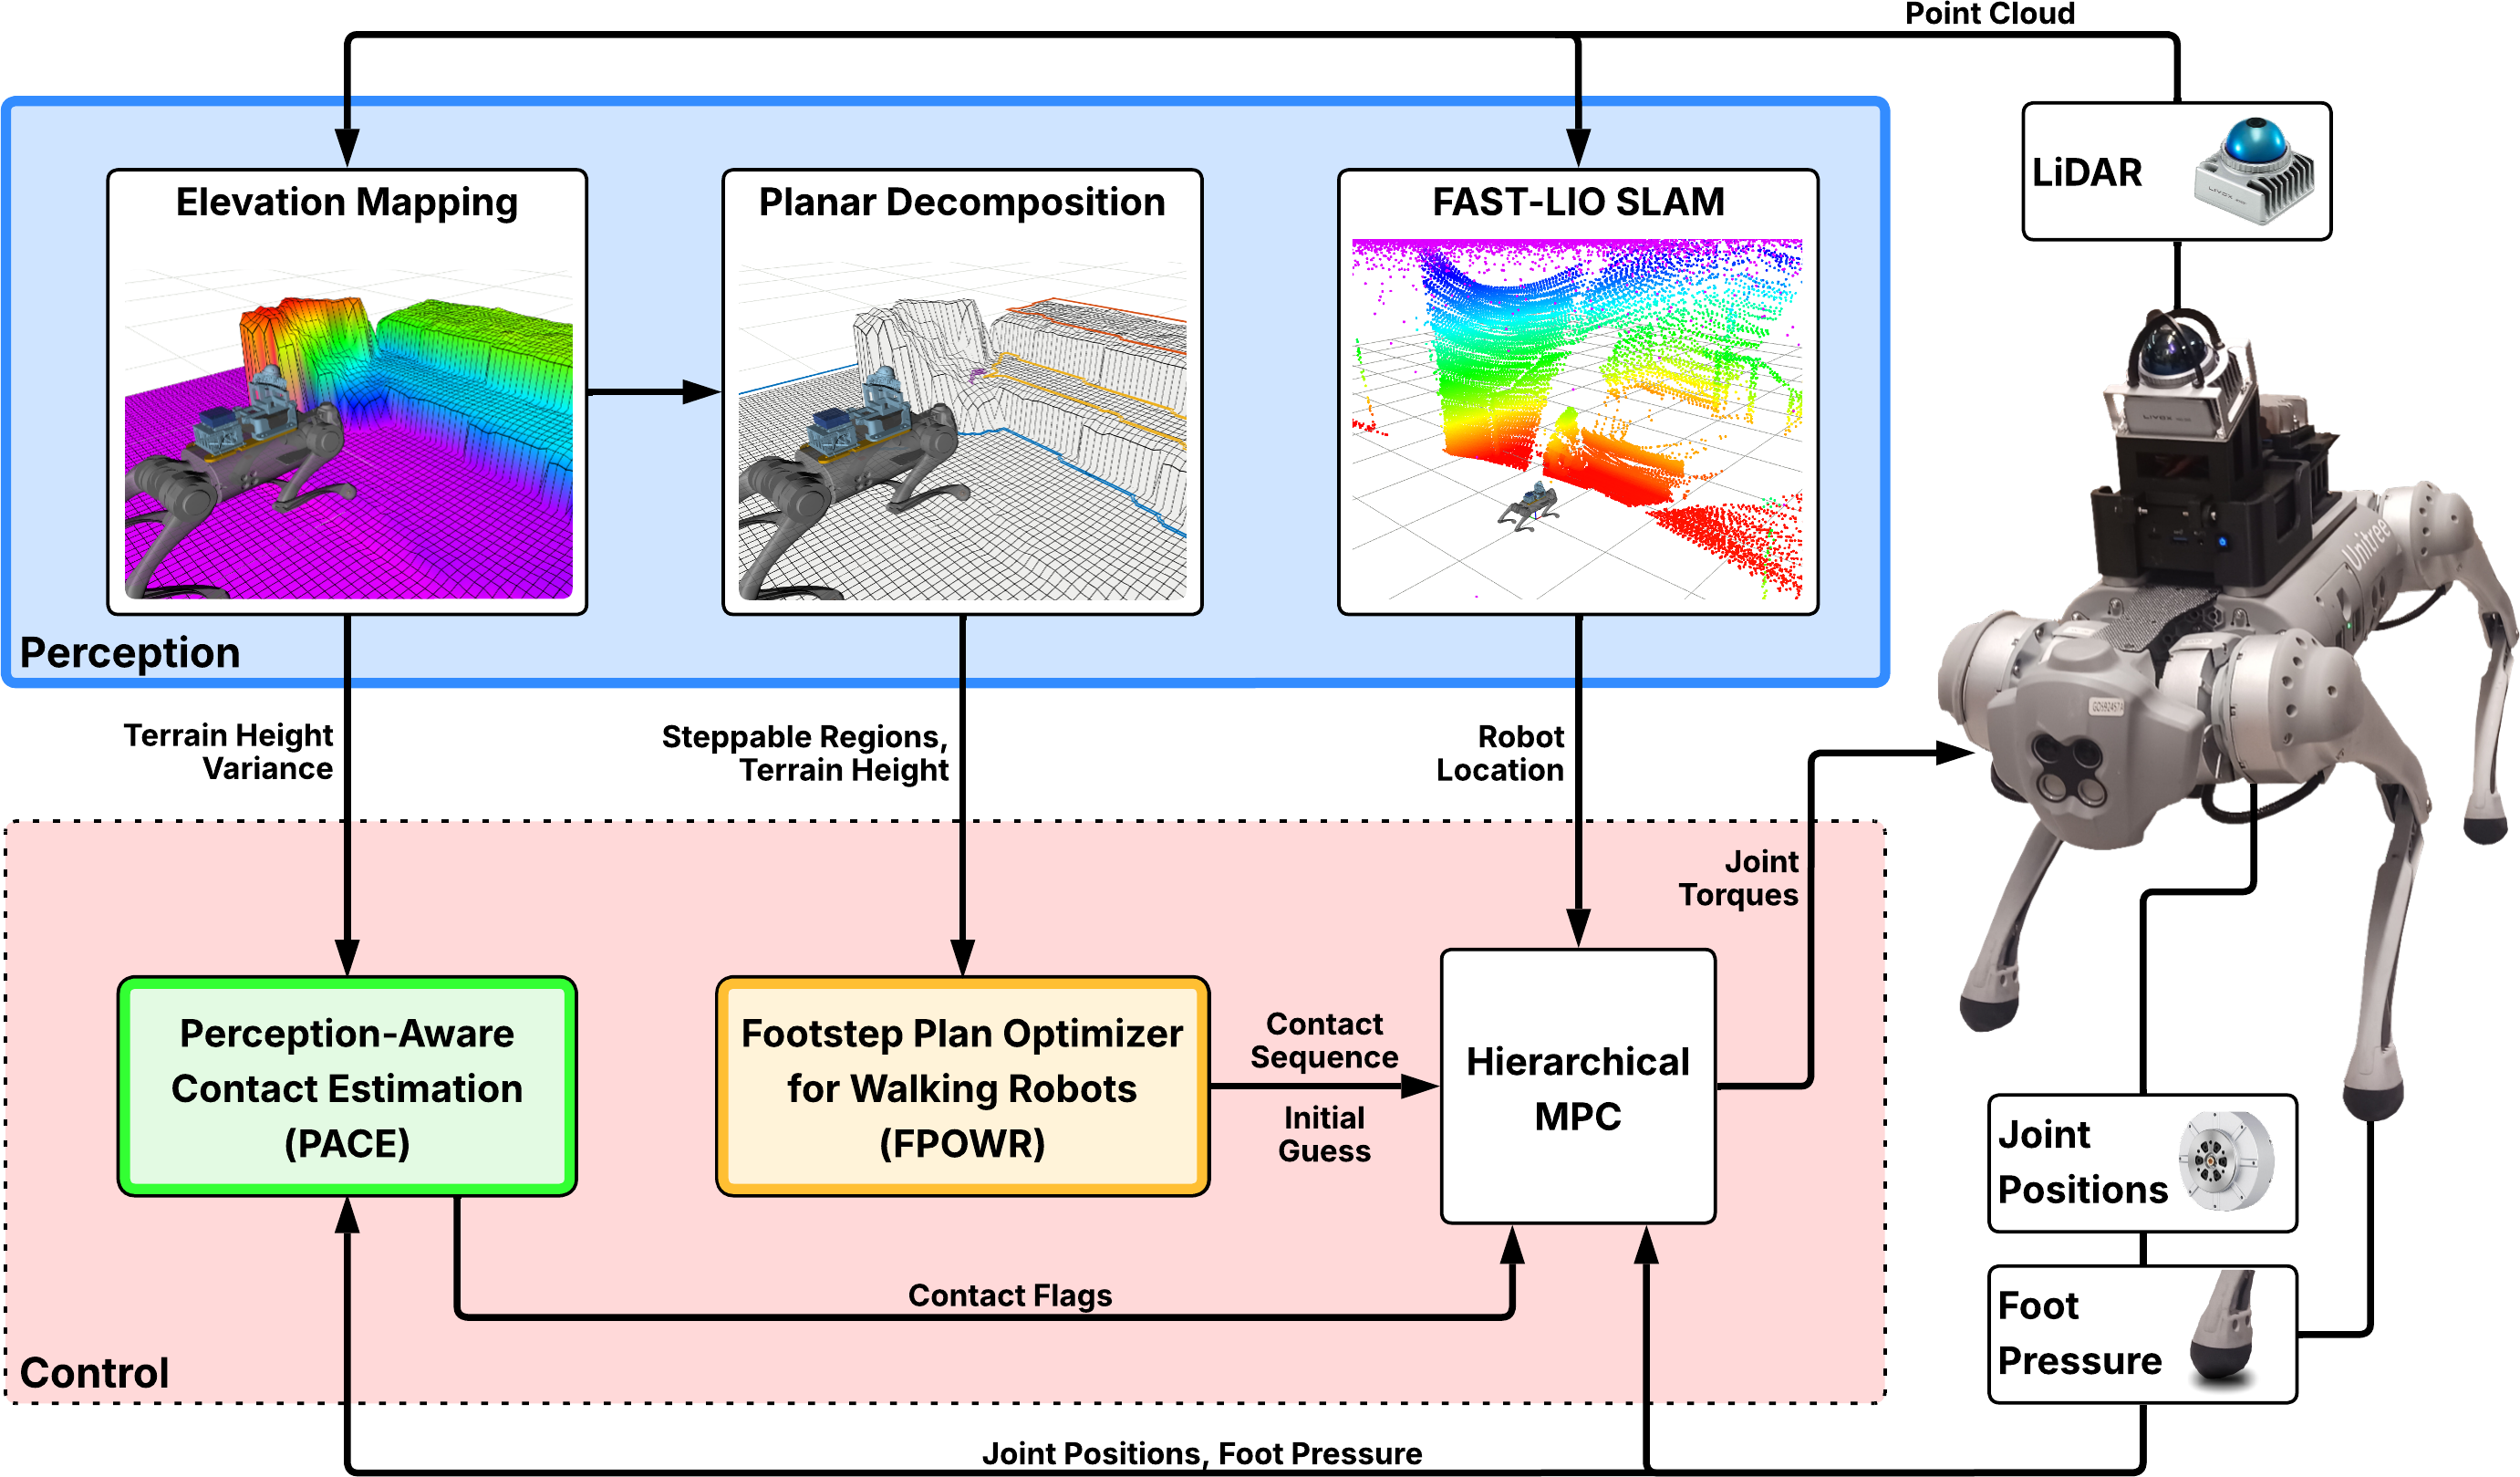 Point Cloud
LiDAR
Elevation Mapping
Planar Decomposition
FAST-LIO SLAM
Perception
Terrain Height
Variance
Steppable Regions,
Terrain Height
Robot
Location
Joint
Torques
Unitree
Perception-Aware
Contact Estimation
(PACE)
Footstep Plan Optimizer
for Walking Robots
(FPOWR)
Contact
Sequence
Initial
Guess
Hierarchical
MPC
Joint
Positions
Foot
Pressure
Contact Flags
Control
Joint Positions, Foot Pressure